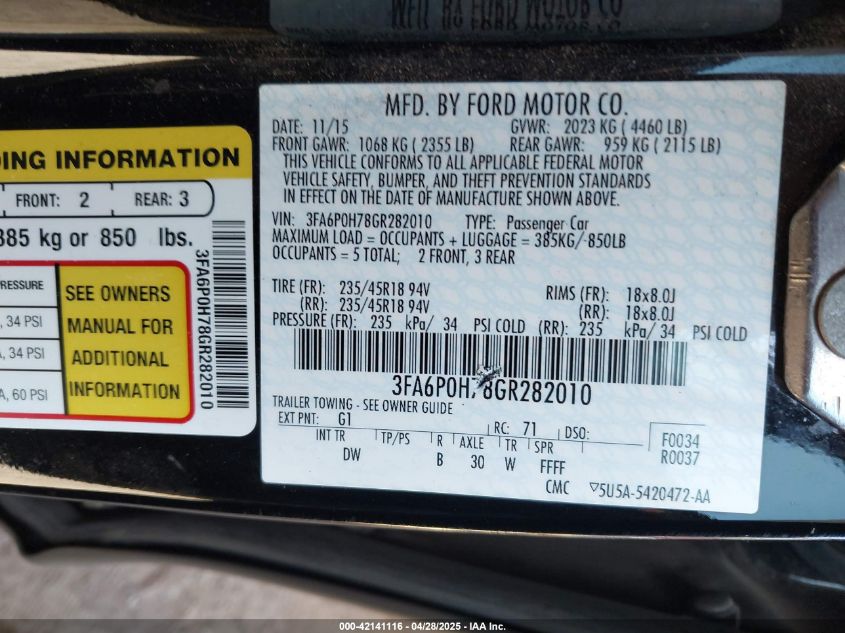 MFD. BY FORD MOTOR CO.
DATE: 11/15 GVWR: 2023 KG ( 4460 LB)
FRONT GAWR: 1068 KG ( 2355 LB) REAR GAWR: 959 KG ( 2115 LB)
THIS VEHICLE CONFORMS TO ALL APPLICABLE FEDERAL MOTOR
VEHICLE SAFETY, BUMPER, AND THEFT PREVENTION STANDARDS
IN EFFECT ON THE DATE OF MANUFACTURE SHOWN ABOVE.
VIN: 3FA6P0H78GR282010 TYPE: Passenger Car
MAXIMUM LOAD = OCCUPANTS + LUGGAGE = 385KG/ 850LB
OCCUPANTS = 5 TOTAL; 2 FRONT, 3 REAR
TIRE (FR): 235/45R18 94V RIMS (FR): 18x8.0J
(RR): 235/45R18 94V (RR): 18x8.0J
PRESSURE (FR): 235 kPa/ 34 PSI COLD (RR): 235 kPa/ 34 PSI COLD
3FA6P0H78GR282010
TRAILER TOWING - SEE OWNER GUIDE
EXT PNT: G1 RC: 71 DSO: F0034
R0037
INT TR TP/PS R AXLE TR SPR
DW B 30 W FFFF
CMC ▽5U5A-5420472-AA
DING INFORMATION
FRONT: 2 REAR: 3
385 kg or 850 lbs.
PRESSURE
, 34 PSI
A, 34 PSI
A, 60 PSI
SEE OWNERS
MANUAL FOR
ADDITIONAL
INFORMATION
3FA6P0H78GR282010
000-42141116 - 04/28/2025 - IAA Inc.